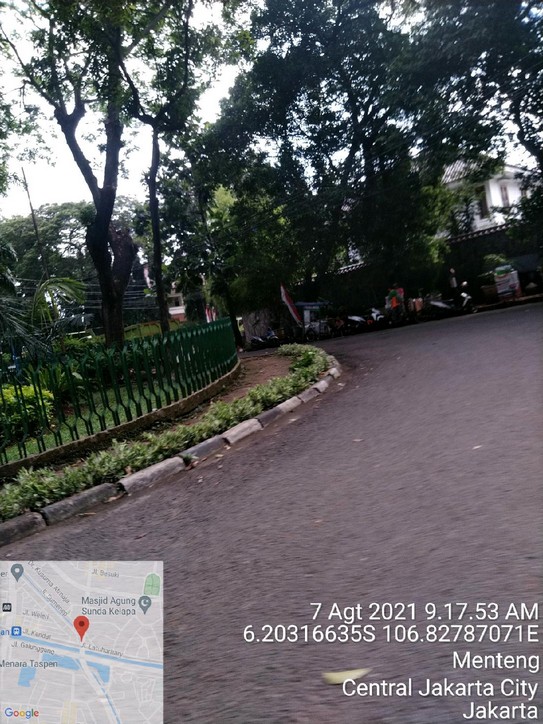 7 Agt 2021 9.17.53 AM
6.20316635S 106.82787071E
Menteng
Central Jakarta City
Jakarta
Masjid Agung
Sunda Kelapa
Menara Taspen
Google